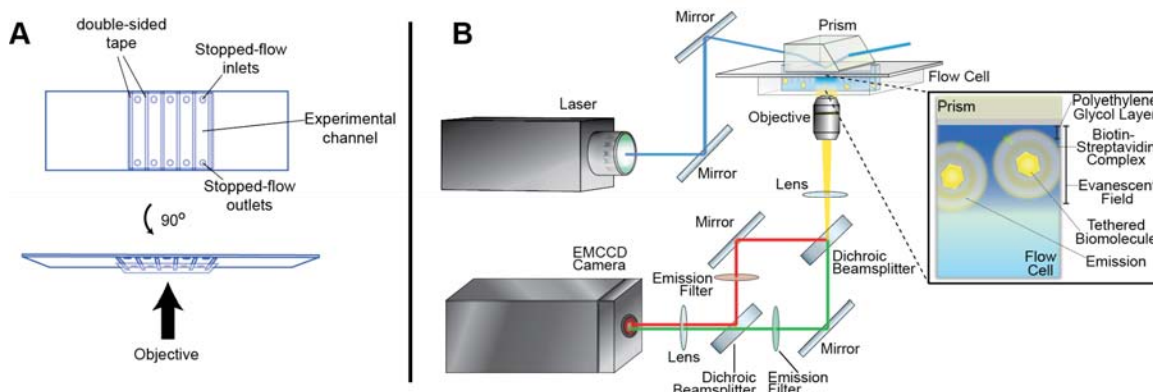 A
double-sided
tape
Stopped-flow
inlets
Experimental
channel
Stopped-flow
outlets
90º
Objective
B
Mirror
Prism
Laser
Flow Cell
Objective
Mirror
Lens
Mirror
EMCCD
Camera
Emission
Filter
Dichroic
Beamsplitter
Lens
Dichroic
Beamsplitter
Emission
Filter
Mirror
Prism
Polyethylene
Glycol Layer
Biotin-
Streptavidin
Complex
Evanescent
Field
Tethered
Biomolecule
Emission
Flow
Cell